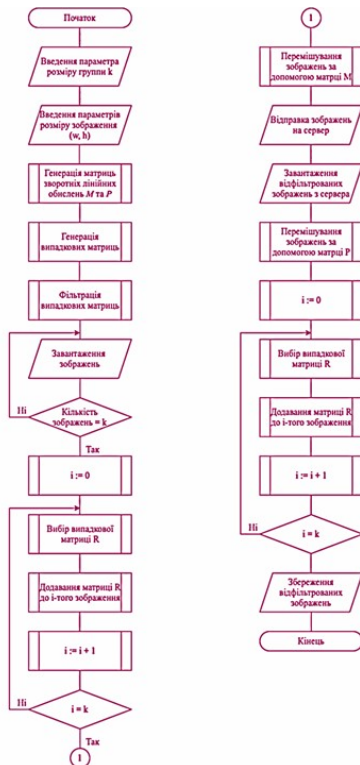 Початок
Введення параметра
розміру группи k
Введення параметрів
розміру зображення
(w, h)
Генерація матриць
зворотніх лінійних
обислень M та P
Генерація
випадкових матриць
Фільтрація
випадкових матриць
Завантаження
зображень
Ні
Кількість
зображень = k
Так
i := 0
Вибір випадкової
матриці R
Додавання матриці R
до i-того зображення
i := i + 1
Ні
i = k
Так
1
1
Перемішування
зображень за
допомогою матрці M
Відправка зображень
на сервер
Завантаження
відфільтрованих
зображень з сервера
Перемішування
зображень за
допомогою матрці P
i := 0
Вибір випадкової
матриці R
Додавання матриці R
до i-того зображення
i := i + 1
Ні
i = k
Збереження
відфільтрованих
зображень
Кінець